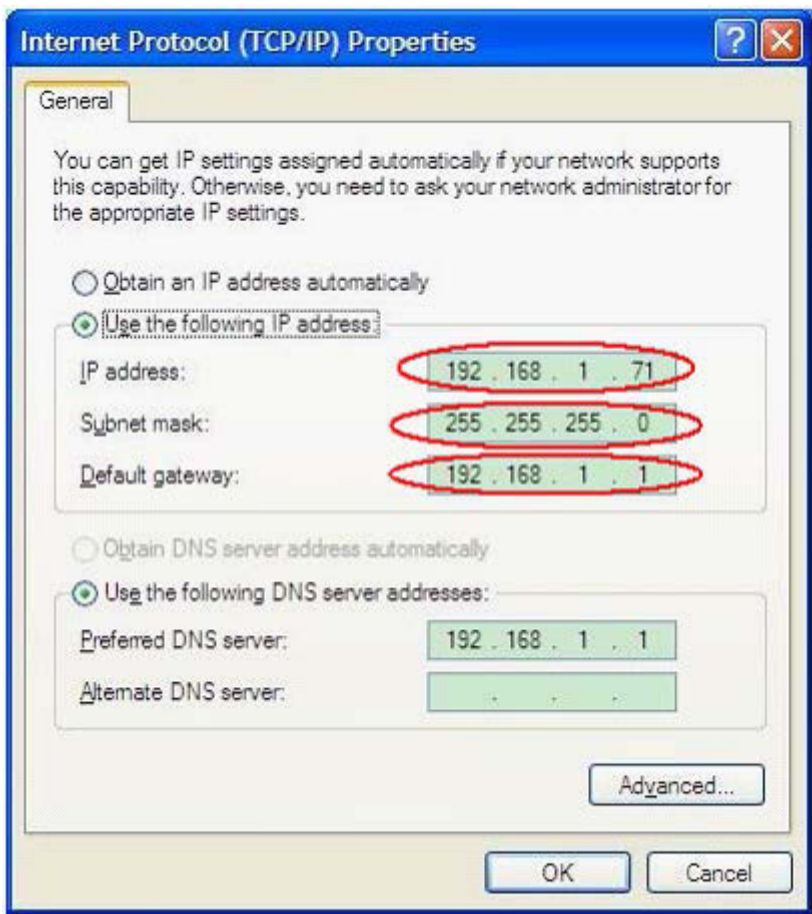 Internet Protocol (TCP/IP) Properties
General
You can get IP settings assigned automatically if your network supports
this capability. Otherwise, you need to ask your network administrator for
the appropriate IP settings.
Obtain an IP address automatically
Use the following IP address:
IP address: 192 . 168 . 1 . 71
Subnet mask: 255 . 255 . 255 . 0
Default gateway: 192 . 168 . 1 . 1
Obtain DNS server address automatically
Use the following DNS server addresses:
Preferred DNS server: 192 . 168 . 1 . 1
Alternate DNS server: . . .
Advanced...
OK Cancel